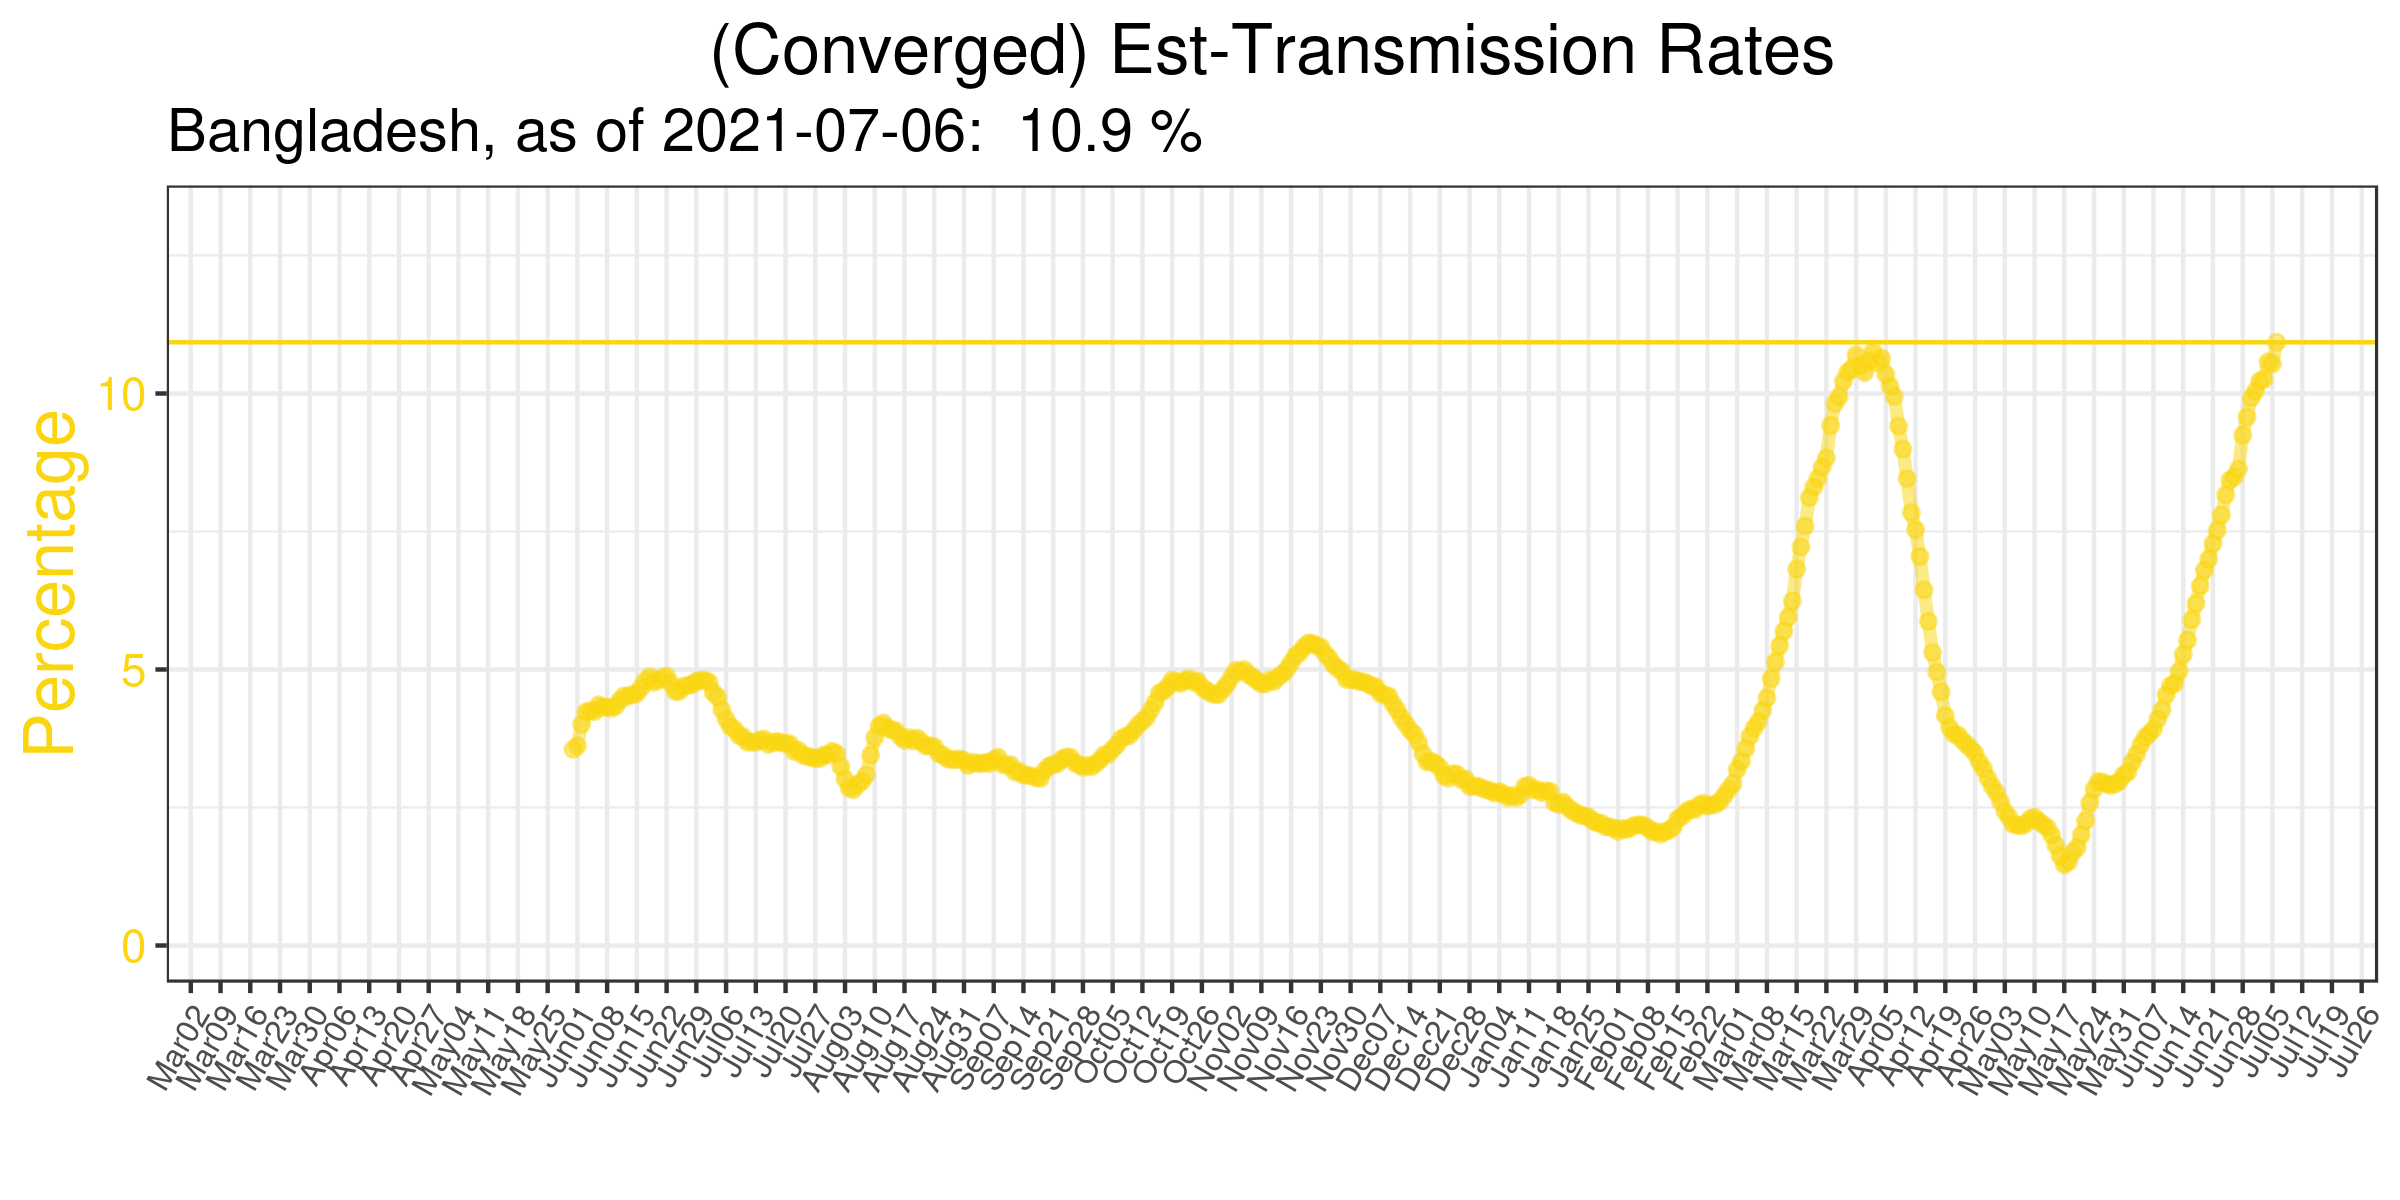 (Converged) Est-Transmission Rates
Bangladesh, as of 2021-07-06:  10.9 %
Percentage
10
5
0
Mar02
Mar09
Mar16
Mar23
Mar30
Apr06
Apr13
Apr20
Apr27
May04
May11
May18
May25
Jun01
Jun08
Jun15
Jun22
Jun29
Jul06
Jul13
Jul20
Jul27
Aug03
Aug10
Aug17
Aug24
Aug31
Sep07
Sep14
Sep21
Sep28
Oct05
Oct12
Oct19
Oct26
Nov02
Nov09
Nov16
Nov23
Nov30
Dec07
Dec14
Dec21
Dec28
Jan04
Jan11
Jan18
Jan25
Feb01
Feb08
Feb15
Feb22
Mar01
Mar08
Mar15
Mar22
Mar29
Apr05
Apr12
Apr19
Apr26
May03
May10
May17
May24
May31
Jun07
Jun14
Jun21
Jun28
Jul05
Jul12
Jul19
Jul26